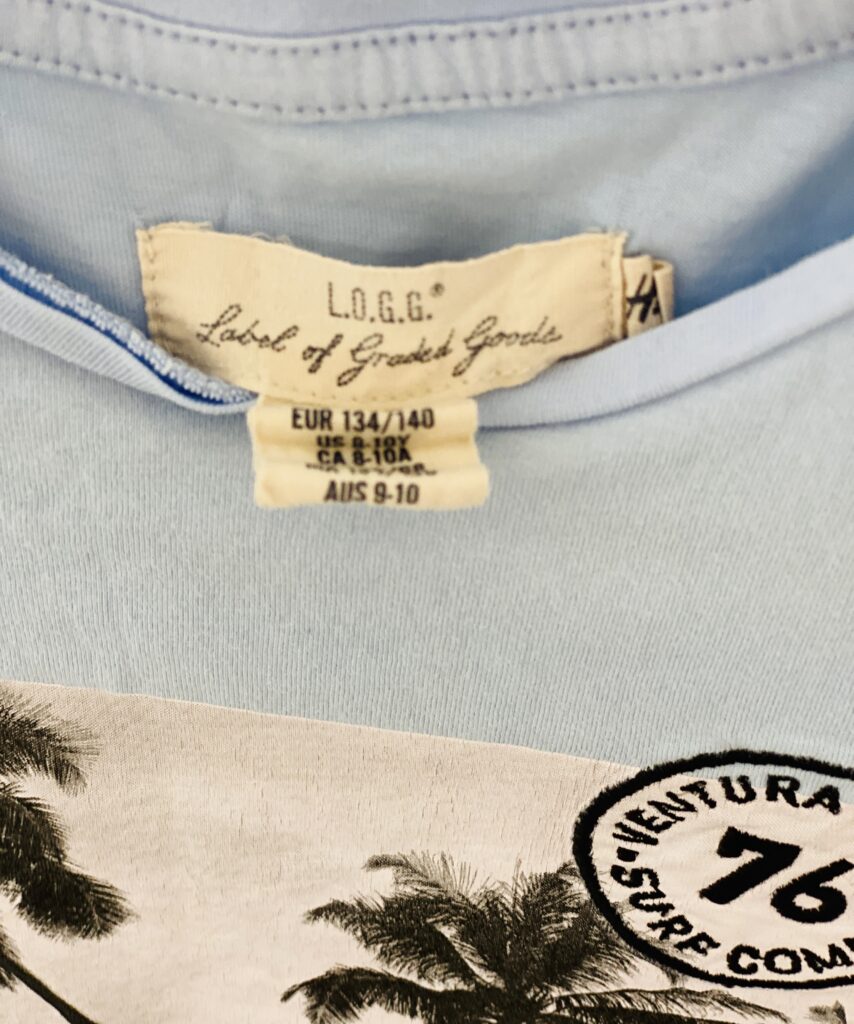 L.O.G.G.®
Label of Graded Goods
H
EUR 134/140
US 8-10Y
CA 8-10A
AUS 9-10
VENTURA
76
SURF COM